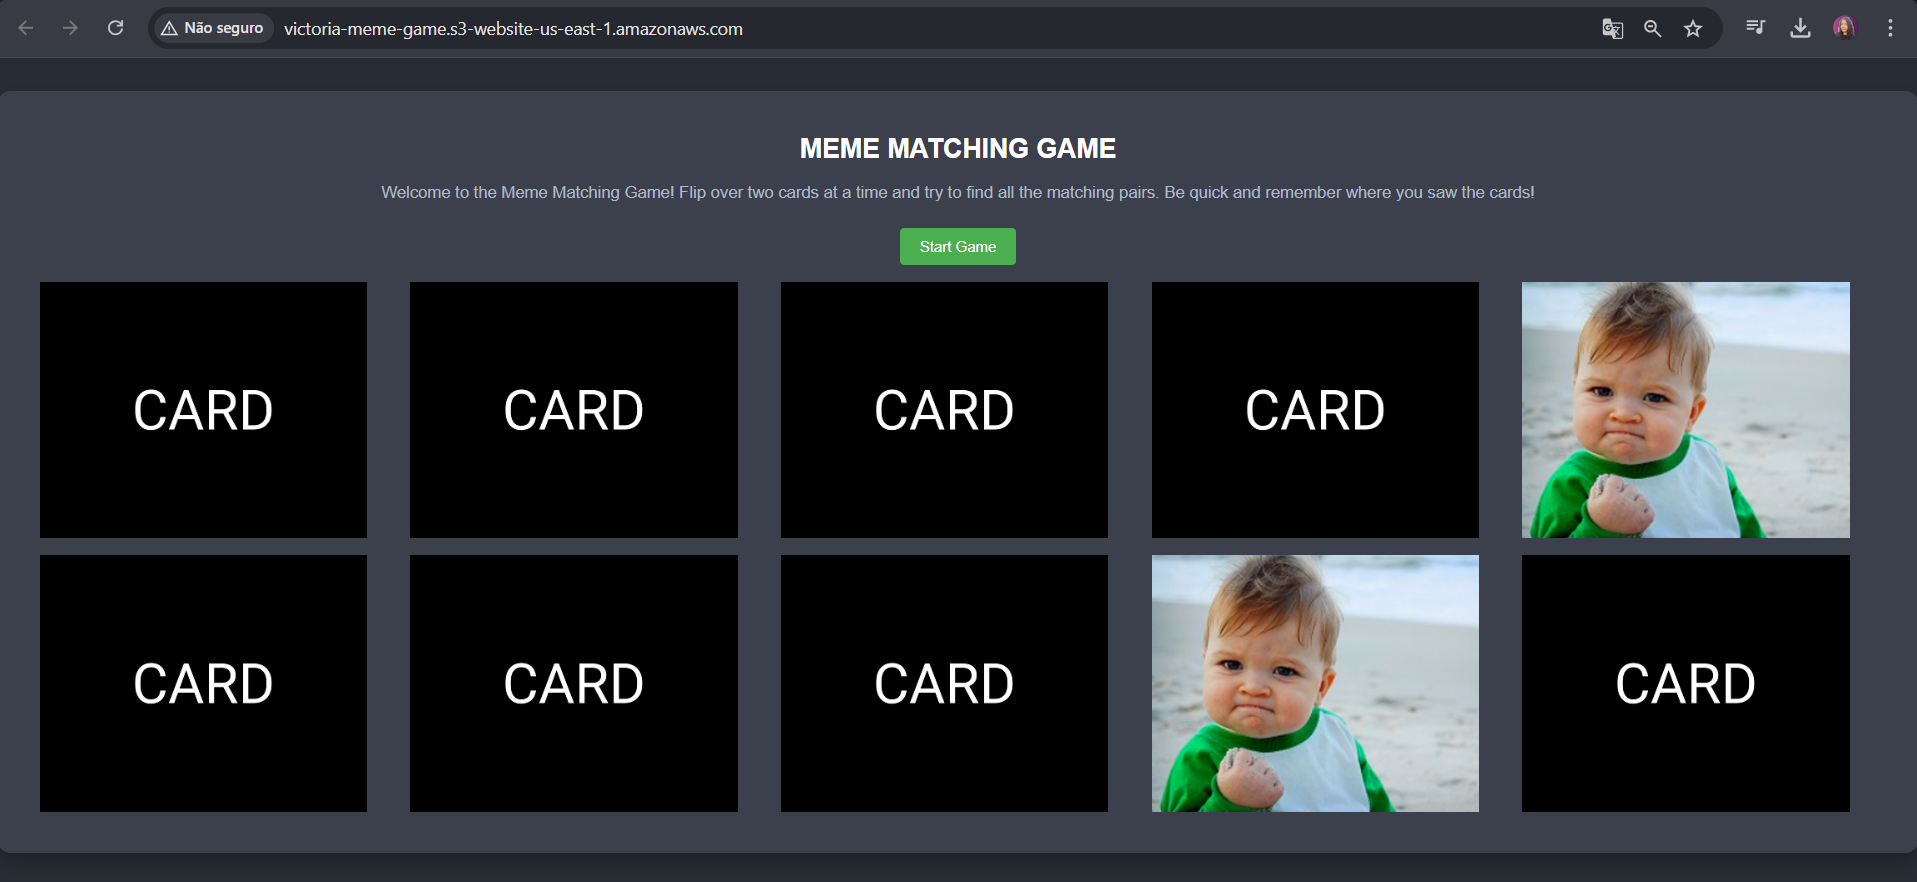 Não seguro victoria-meme-game.s3-website-us-east-1.amazonaws.com
MEME MATCHING GAME
Welcome to the Meme Matching Game! Flip over two cards at a time and try to find all the matching pairs. Be quick and remember where you saw the cards!
Start Game
CARD CARD CARD CARD
CARD CARD CARD CARD